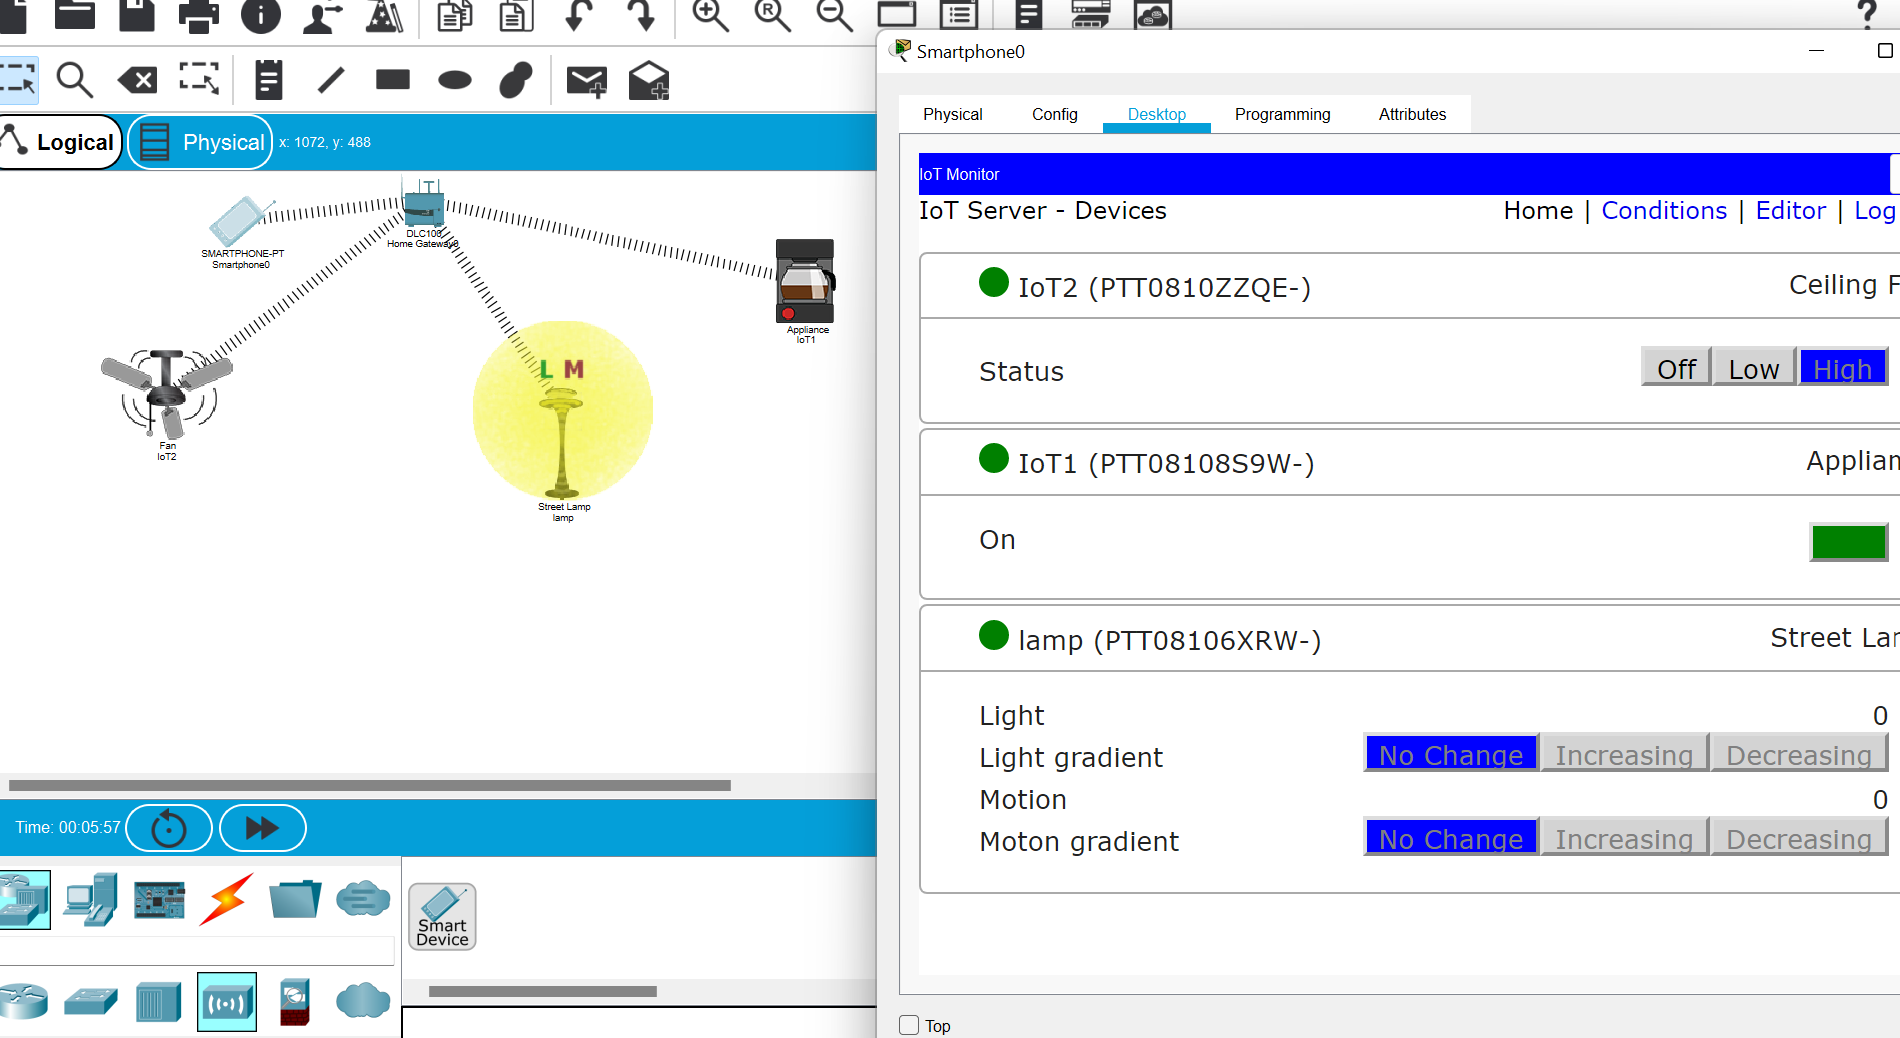 Smartphone0
Physical
Config
Desktop
Programming
Attributes
Logical
Physical
x: 1072, y: 488
IoT Monitor
IoT Server - Devices
Home | Conditions | Editor | Log
SMARTPHONE-PT
Smartphone0
DLC100
Home Gateway0
Appliance
IoT1
L M
Fan
IoT2
Street Lamp
lamp
IoT2 (PTT0810ZZQE-)
Ceiling F
Status
Off
Low
High
IoT1 (PTT08108S9W-)
Applian
On
lamp (PTT08106XRW-)
Street Lar
Light
0
Light gradient
No Change
Increasing
Decreasing
Motion
0
Moton gradient
No Change
Increasing
Decreasing
Time: 00:05:57
Smart
Device
Top